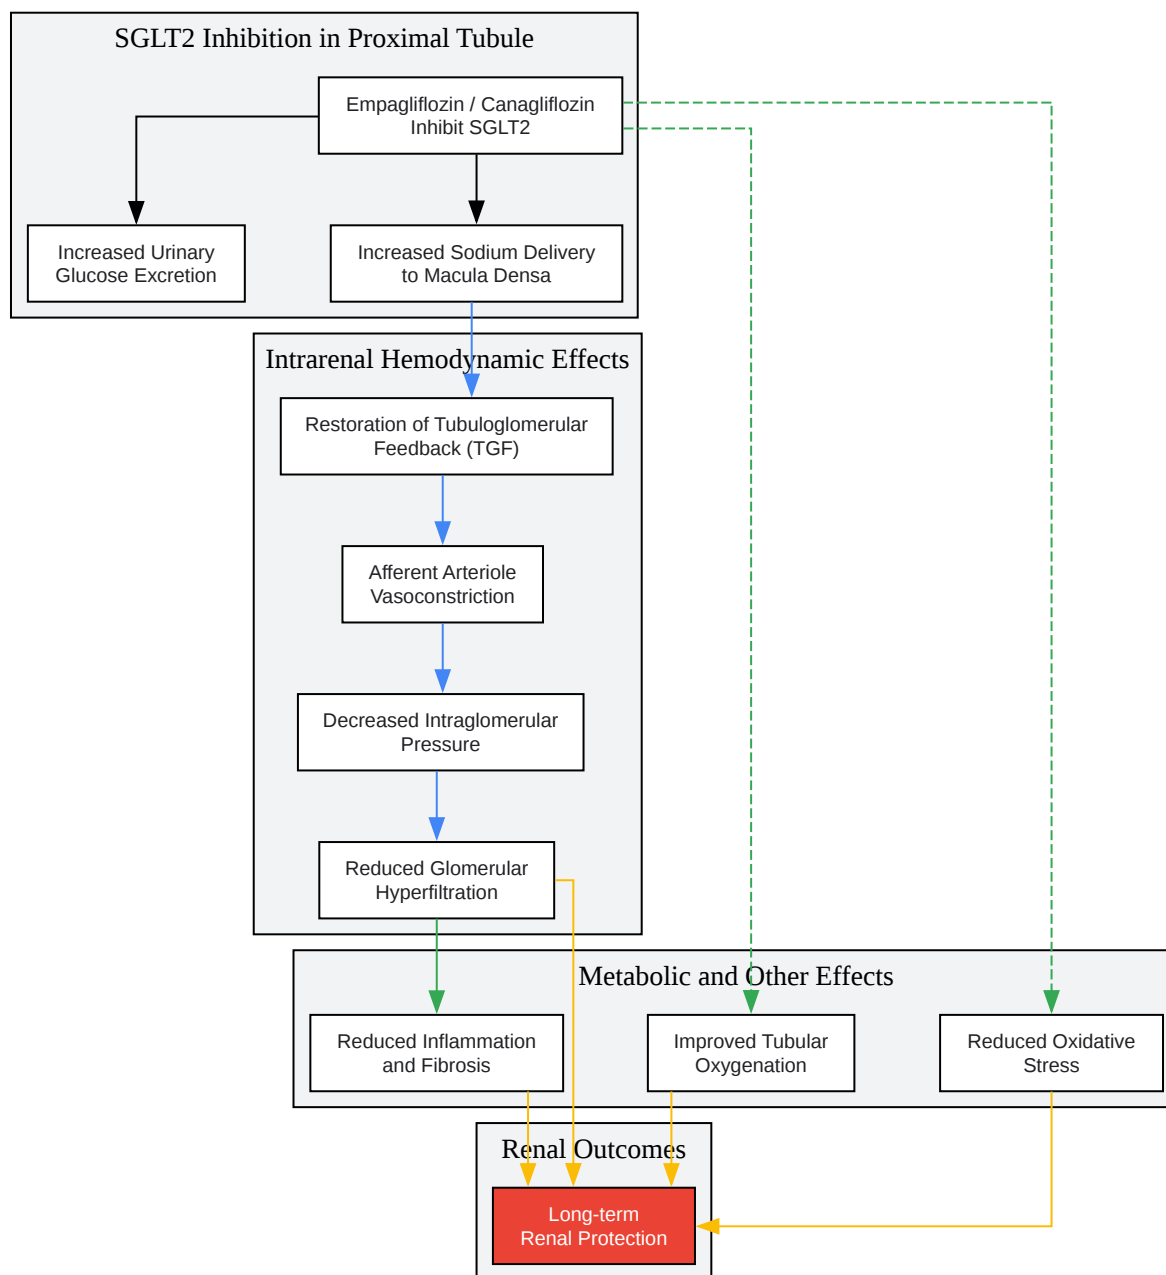 SGLT2 Inhibition in Proximal Tubule
Empagliflozin / Canagliflozin
Inhibit SGLT2
Increased Urinary
Glucose Excretion
Increased Sodium Delivery
to Macula Densa
Intrarenal Hemodynamic Effects
Restoration of Tubuloglomerular
Feedback (TGF)
Afferent Arteriole
Vasoconstriction
Decreased Intraglomerular
Pressure
Reduced Glomerular
Hyperfiltration
Metabolic and Other Effects
Reduced Inflammation
and Fibrosis
Improved Tubular
Oxygenation
Reduced Oxidative
Stress
Renal Outcomes
Long-term
Renal Protection